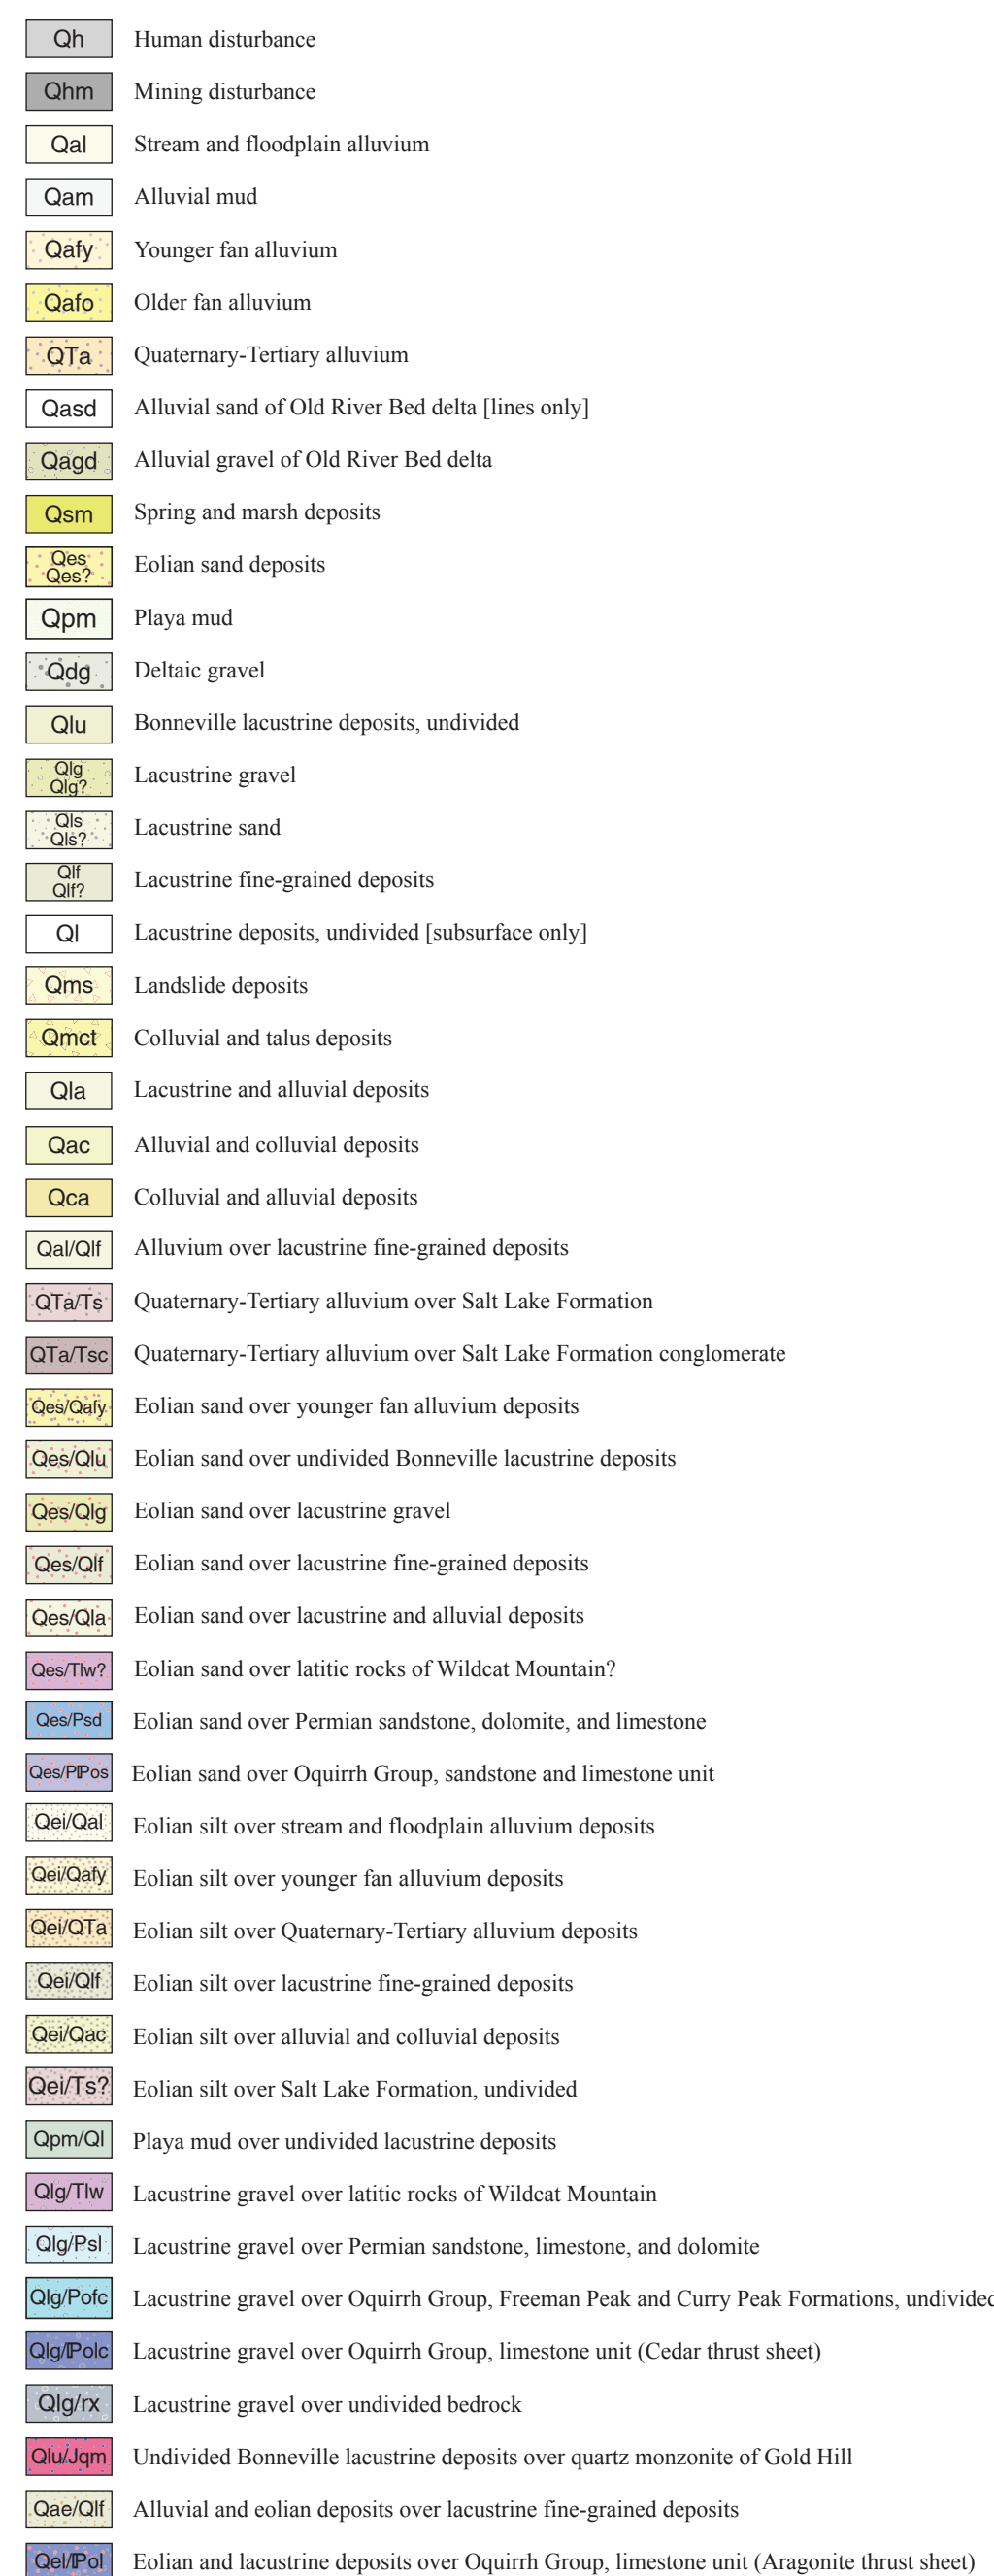 Qh Human disturbance
Qhm Mining disturbance
Qal Stream and floodplain alluvium
Qam Alluvial mud
Qafy Younger fan alluvium
Qafo Older fan alluvium
QTa Quaternary-Tertiary alluvium
Qasd Alluvial sand of Old River Bed delta [lines only]
Qagd Alluvial gravel of Old River Bed delta
Qsm Spring and marsh deposits
Qes
Qes? Eolian sand deposits
Qpm Playa mud
Qdg Deltaic gravel
Qlu Bonneville lacustrine deposits, undivided
Qlg
Qlg? Lacustrine gravel
Qls
Qls? Lacustrine sand
Qlf
Qlf? Lacustrine fine-grained deposits
Ql Lacustrine deposits, undivided [subsurface only]
Qms Landslide deposits
Qmct Colluvial and talus deposits
Qla Lacustrine and alluvial deposits
Qac Alluvial and colluvial deposits
Qca Colluvial and alluvial deposits
Qal/Qlf Alluvium over lacustrine fine-grained deposits
QTa/Ts Quaternary-Tertiary alluvium over Salt Lake Formation
QTa/Tsc Quaternary-Tertiary alluvium over Salt Lake Formation conglomerate
Qes/Qafy Eolian sand over younger fan alluvium deposits
Qes/Qlu Eolian sand over undivided Bonneville lacustrine deposits
Qes/Qlg Eolian sand over lacustrine gravel
Qes/Qlf Eolian sand over lacustrine fine-grained deposits
Qes/Qla Eolian sand over lacustrine and alluvial deposits
Qes/Tlw? Eolian sand over latitic rocks of Wildcat Mountain?
Qes/Psd Eolian sand over Permian sandstone, dolomite, and limestone
Qes/PℙPos Eolian sand over Oquirrh Group, sandstone and limestone unit
Qei/Qal Eolian silt over stream and floodplain alluvium deposits
Qei/Qafy Eolian silt over younger fan alluvium deposits
Qei/QTa Eolian silt over Quaternary-Tertiary alluvium deposits
Qei/Qlf Eolian silt over lacustrine fine-grained deposits
Qei/Qac Eolian silt over alluvial and colluvial deposits
Qei/Ts? Eolian silt over Salt Lake Formation, undivided
Qpm/Ql Playa mud over undivided lacustrine deposits
Qlg/Tlw Lacustrine gravel over latitic rocks of Wildcat Mountain
Qlg/Psl Lacustrine gravel over Permian sandstone, limestone, and dolomite
Qlg/Pofc Lacustrine gravel over Oquirrh Group, Freeman Peak and Curry Peak Formations, undivided
Qlg/ℙolc Lacustrine gravel over Oquirrh Group, limestone unit (Cedar thrust sheet)
Qlg/rx Lacustrine gravel over undivided bedrock
Qlu/Jqm Undivided Bonneville lacustrine deposits over quartz monzonite of Gold Hill
Qae/Qlf Alluvial and eolian deposits over lacustrine fine-grained deposits
Qel/ℙol Eolian and lacustrine deposits over Oquirrh Group, limestone unit (Aragonite thrust sheet)